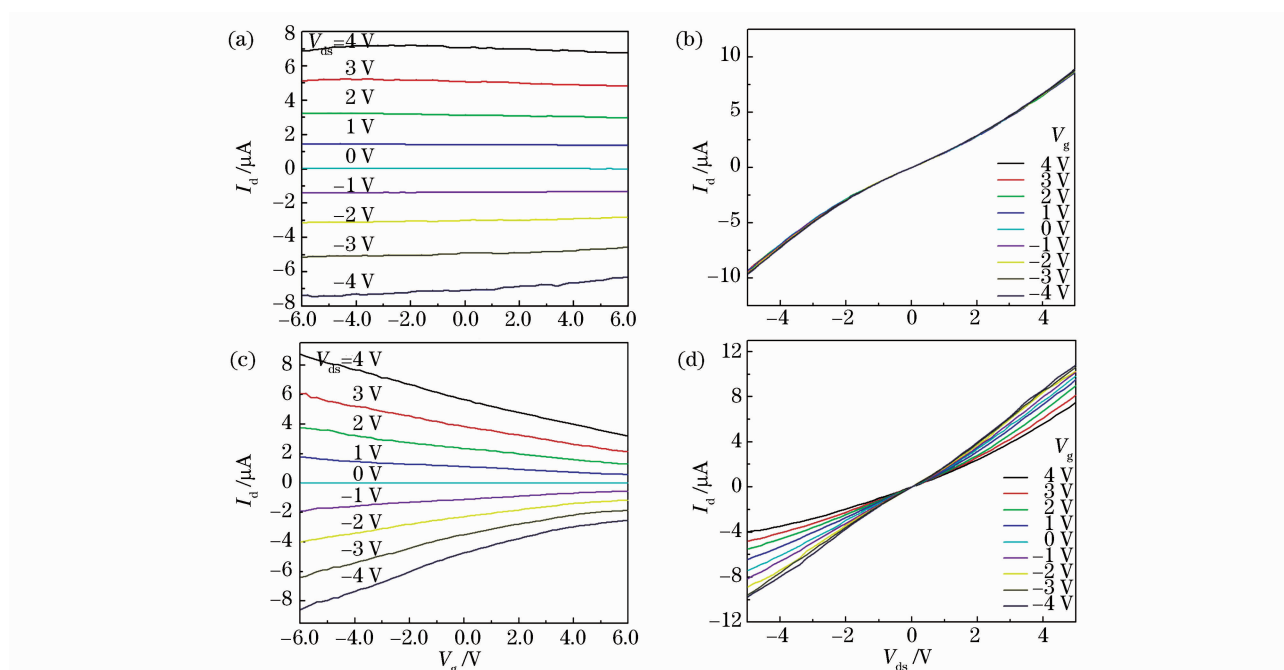 (a)
8
6
4
2
0
−2
−4
−6
−8
I_d /μA
V_ds=4 V
3 V
2 V
1 V
0 V
−1 V
−2 V
−3 V
−4 V
−6.0 −4.0 −2.0 0.0 2.0 4.0 6.0
(b)
10
5
0
−5
−10
I_d /μA
V_g
4 V
3 V
2 V
1 V
0 V
−1 V
−2 V
−3 V
−4 V
−4 −2 0 2 4
(c)
8
6
4
2
0
−2
−4
−6
−8
I_d /μA
V_ds=4 V
3 V
2 V
1 V
0 V
−1 V
−2 V
−3 V
−4 V
−6.0 −4.0 −2.0 0.0 2.0 4.0 6.0
V_g /V
(d)
12
8
4
0
−4
−8
−12
I_d /μA
V_g
4 V
3 V
2 V
1 V
0 V
−1 V
−2 V
−3 V
−4 V
−4 −2 0 2 4
V_ds /V